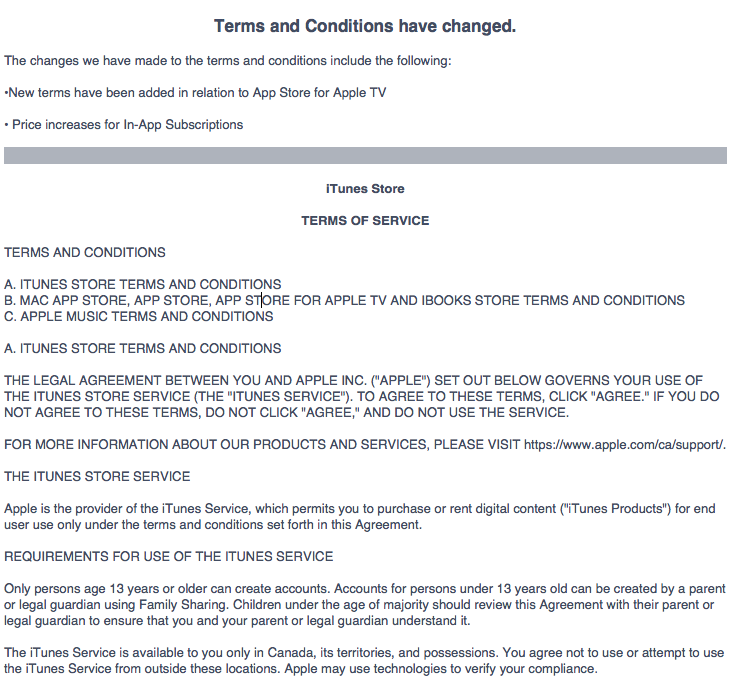 Terms and Conditions have changed.
The changes we have made to the terms and conditions include the following:
•New terms have been added in relation to App Store for Apple TV
• Price increases for In-App Subscriptions
iTunes Store
TERMS OF SERVICE
TERMS AND CONDITIONS
A. ITUNES STORE TERMS AND CONDITIONS
B. MAC APP STORE, APP STORE, APP STORE FOR APPLE TV AND IBOOKS STORE TERMS AND CONDITIONS
C. APPLE MUSIC TERMS AND CONDITIONS
A. ITUNES STORE TERMS AND CONDITIONS
THE LEGAL AGREEMENT BETWEEN YOU AND APPLE INC. ("APPLE") SET OUT BELOW GOVERNS YOUR USE OF
THE ITUNES STORE SERVICE (THE "ITUNES SERVICE"). TO AGREE TO THESE TERMS, CLICK "AGREE." IF YOU DO
NOT AGREE TO THESE TERMS, DO NOT CLICK "AGREE," AND DO NOT USE THE SERVICE.
FOR MORE INFORMATION ABOUT OUR PRODUCTS AND SERVICES, PLEASE VISIT https://www.apple.com/ca/support/.
THE ITUNES STORE SERVICE
Apple is the provider of the iTunes Service, which permits you to purchase or rent digital content ("iTunes Products") for end
user use only under the terms and conditions set forth in this Agreement.
REQUIREMENTS FOR USE OF THE ITUNES SERVICE
Only persons age 13 years or older can create accounts. Accounts for persons under 13 years old can be created by a parent
or legal guardian using Family Sharing. Children under the age of majority should review this Agreement with their parent or
legal guardian to ensure that you and your parent or legal guardian understand it.
The iTunes Service is available to you only in Canada, its territories, and possessions. You agree not to use or attempt to use
the iTunes Service from outside these locations. Apple may use technologies to verify your compliance.